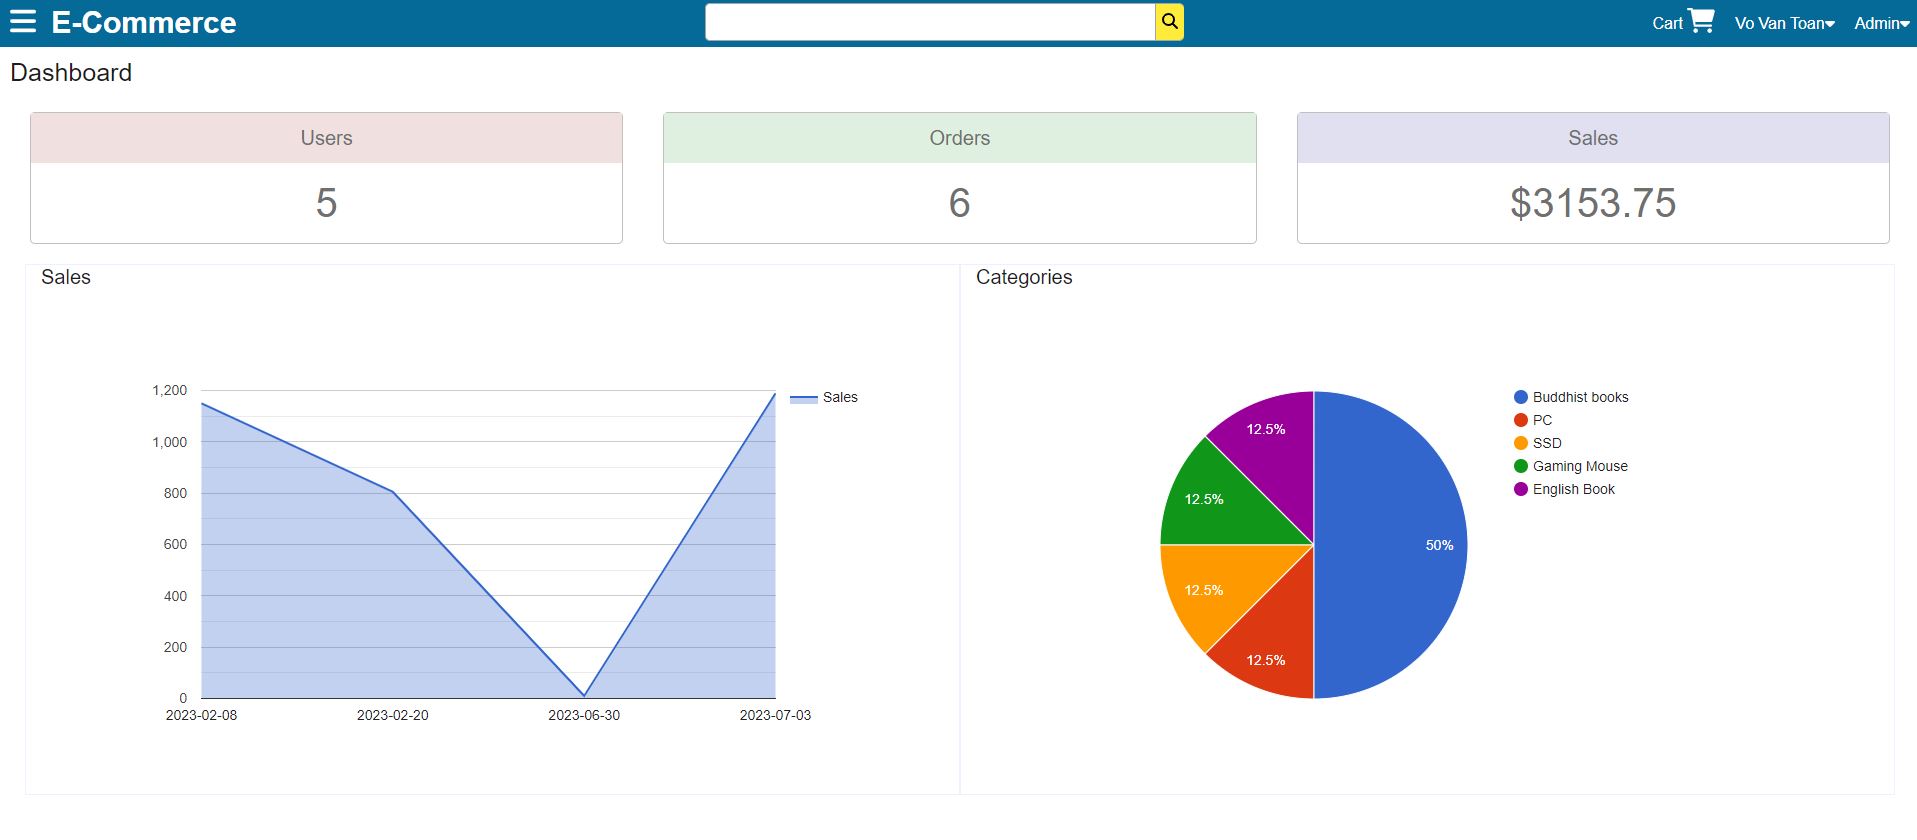 E-Commerce
Cart
Vo Van Toan
Admin
Dashboard
Users
5
Orders
6
Sales
$3153.75
Sales
1,200
1,000
800
600
400
200
0
2023-02-08
2023-02-20
2023-06-30
2023-07-03
Sales
Categories
12.5%
12.5%
12.5%
12.5%
50%
Buddhist books
PC
SSD
Gaming Mouse
English Book